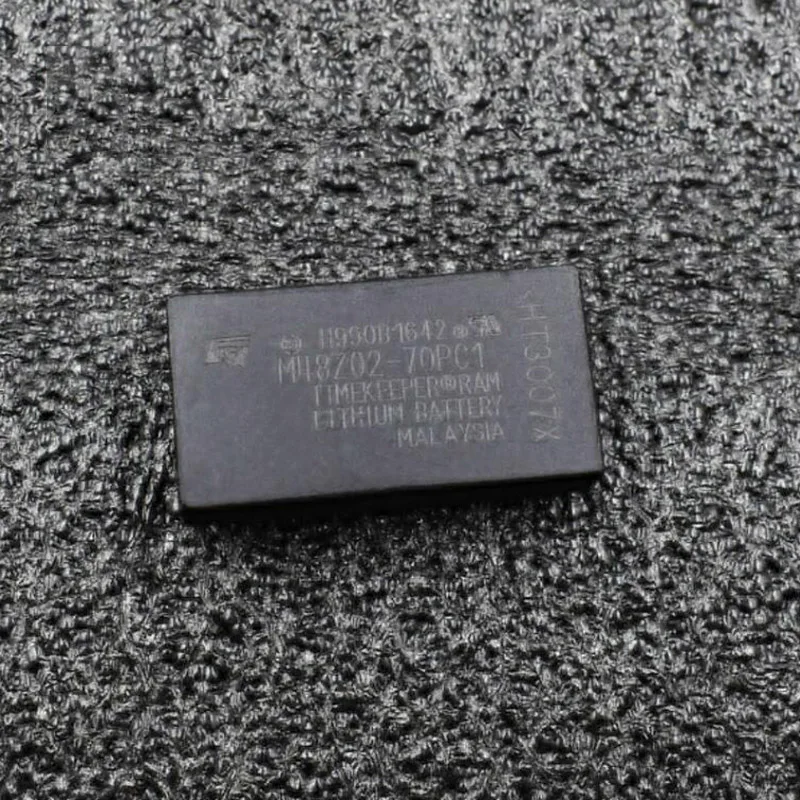 H9S0B1642
M48Z02-70PC1
TIMEKEEPER®RAM
LITHIUM BATTERY
MALAYSIA
HT3007X